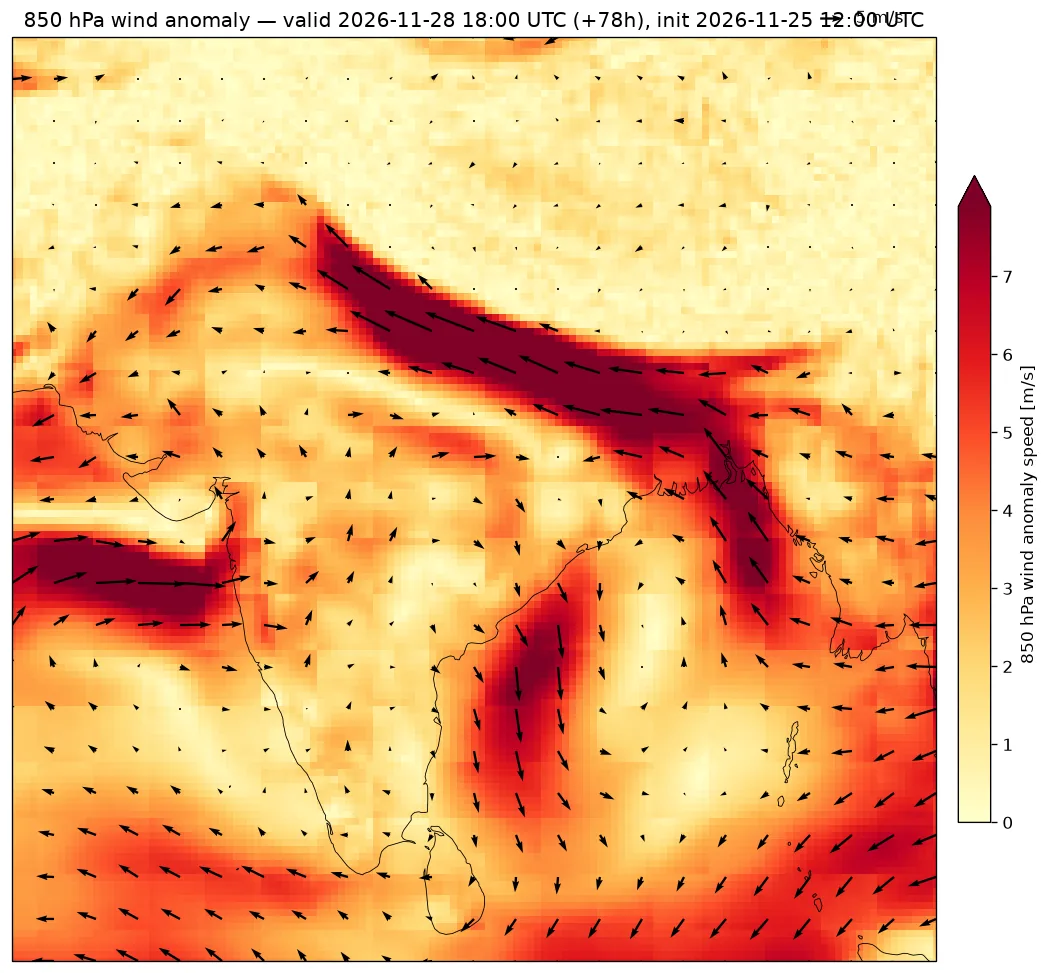 850 hPa wind anomaly — valid 2026-11-28 18:00 UTC (+78h), init 2026-11-25 12:00 UTC
5 m/s
7
6
5
4
3
2
1
0
850 hPa wind anomaly speed [m/s]